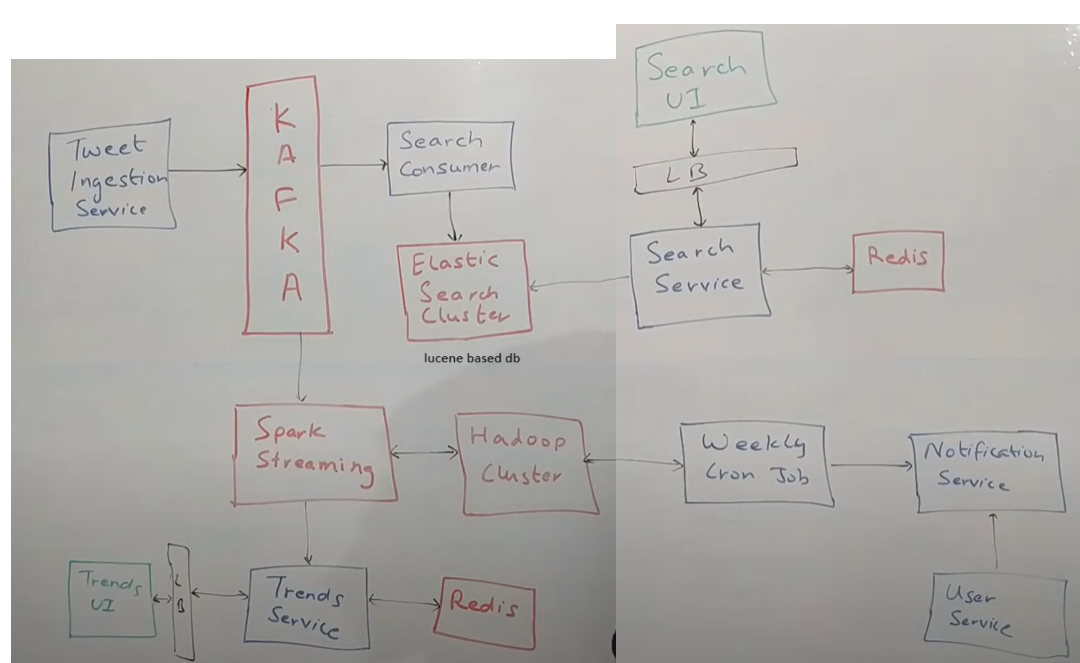 Tweet
Ingestion
Service
K
A
F
K
A
Search
Consumer
Elastic
Search
Cluster
lucene based db
Search
UI
LB
Search
Service
Redis
Spark
Streaming
Hadoop
Cluster
Weekly
Cron Job
Notification
Service
Trends
UI
L
B
Trends
Service
Redis
User
Service